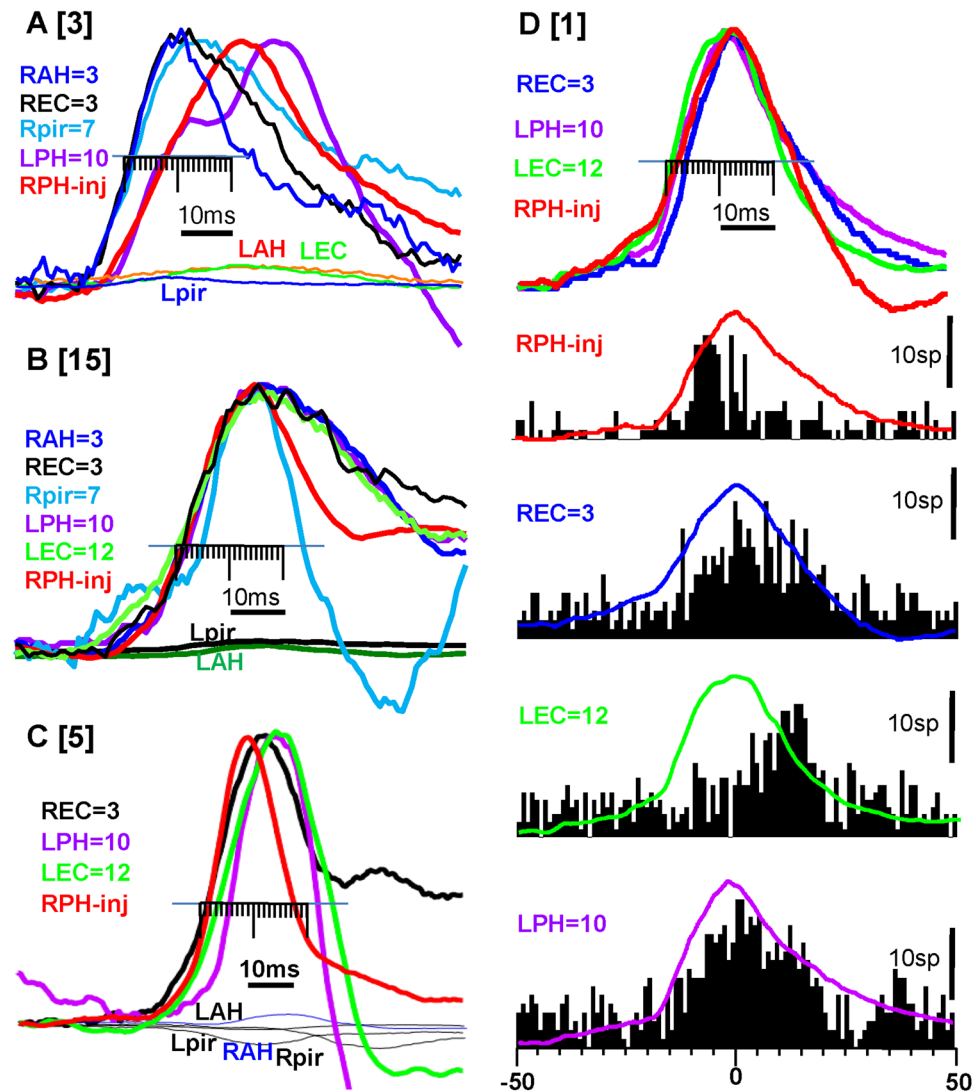 A [3]
RAH=3
REC=3
Rpir=7
LPH=10
RPH-inj
10ms
LAH
LEC
Lpir
B [15]
RAH=3
REC=3
Rpir=7
LPH=10
LEC=12
RPH-inj
10ms
Lpir
LAH
C [5]
REC=3
LPH=10
LEC=12
RPH-inj
10ms
LAH
Lpir
RAH
Rpir
D [1]
REC=3
LPH=10
LEC=12
RPH-inj
10ms
RPH-inj
10sp
REC=3
10sp
LEC=12
10sp
LPH=10
10sp
-50 0 50